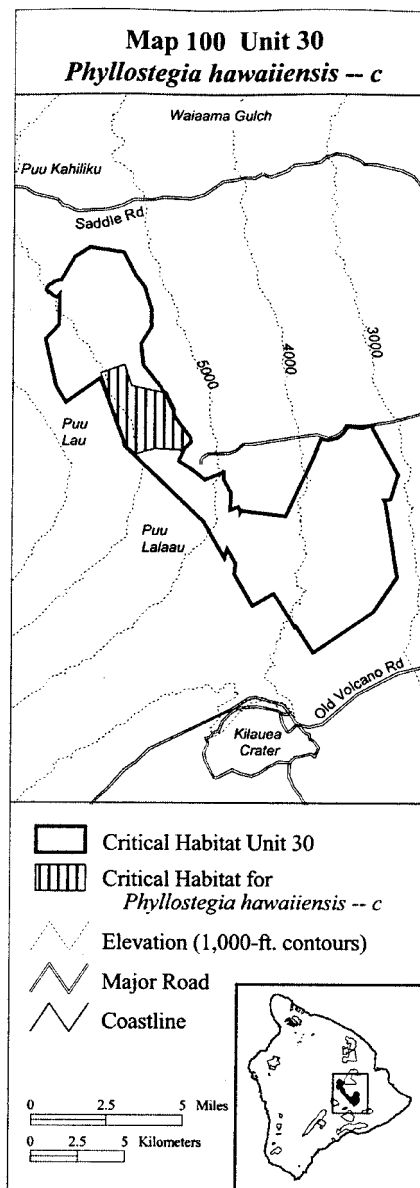 Map 100 Unit 30
Phyllostegia hawaiiensis -- c
Waiaama Gulch
Puu Kahiliku
Saddle Rd
5000
4000
3000
Puu
Lau
Puu
Lalaau
Old Volcano Rd
Kilauea
Crater
Critical Habitat Unit 30
Critical Habitat for
Phyllostegia hawaiiensis -- c
Elevation (1,000-ft. contours)
Major Road
Coastline
0 2.5 5 Miles
0 2.5 5 Kilometers